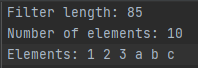 Filter length: 85
Number of elements: 10
Elements: 1 2 3 a b c